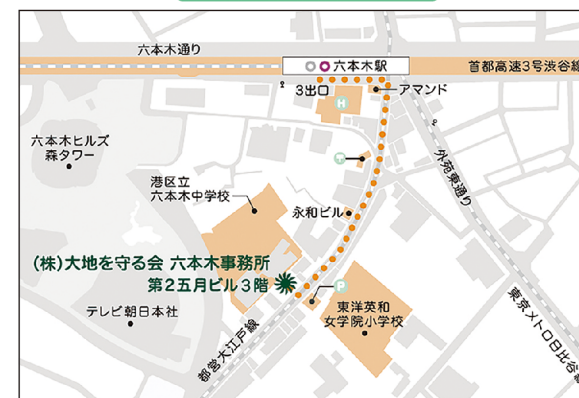 六本木通り
六本木駅
首都高速3号渋谷線
3出口
アマンド
H
六本木ヒルズ
森タワー
外苑東通り
〒
港区立
六本木中学校
永和ビル
(株)大地を守る会 六本木事務所
第2五月ビル3階
P
テレビ朝日本社
東洋英和
女学院小学校
都営大江戸線
東京メトロ日比谷線